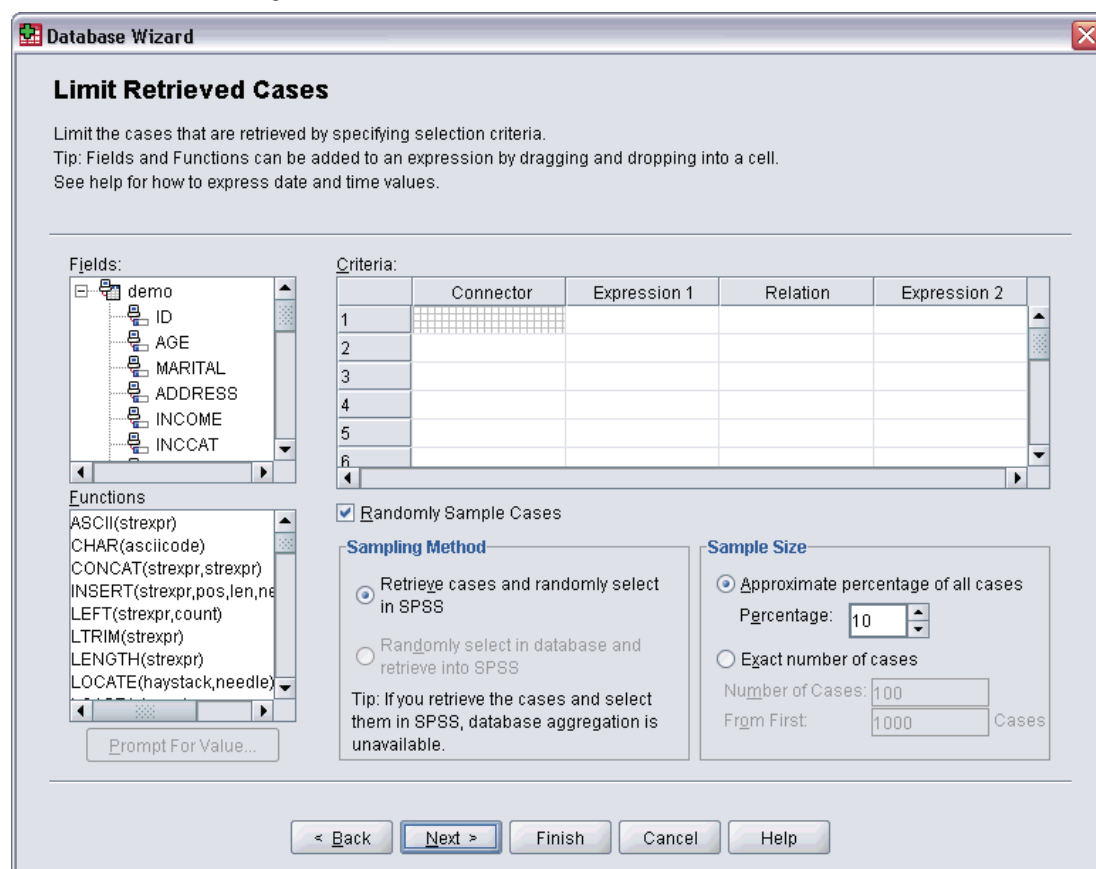 Database Wizard
Limit Retrieved Cases
Limit the cases that are retrieved by specifying selection criteria.
Tip: Fields and Functions can be added to an expression by dragging and dropping into a cell.
See help for how to express date and time values.
Fields:
demo
ID
AGE
MARITAL
ADDRESS
INCOME
INCCAT
Functions
ASCII(strexpr)
CHAR(asciicode)
CONCAT(strexpr,strexpr)
INSERT(strexpr,pos,len,ne
LEFT(strexpr,count)
LTRIM(strexpr)
LENGTH(strexpr)
LOCATE(haystack,needle)
Prompt For Value...
Criteria:
Connector Expression 1 Relation Expression 2
1
2
3
4
5
6
Randomly Sample Cases
Sampling Method
Retrieve cases and randomly select
in SPSS
Randomly select in database and
retrieve into SPSS
Tip: If you retrieve the cases and select
them in SPSS, database aggregation is
unavailable.
Sample Size
Approximate percentage of all cases
Percentage: 10
Exact number of cases
Number of Cases: 100
From First: 1000 Cases
< Back Next > Finish Cancel Help